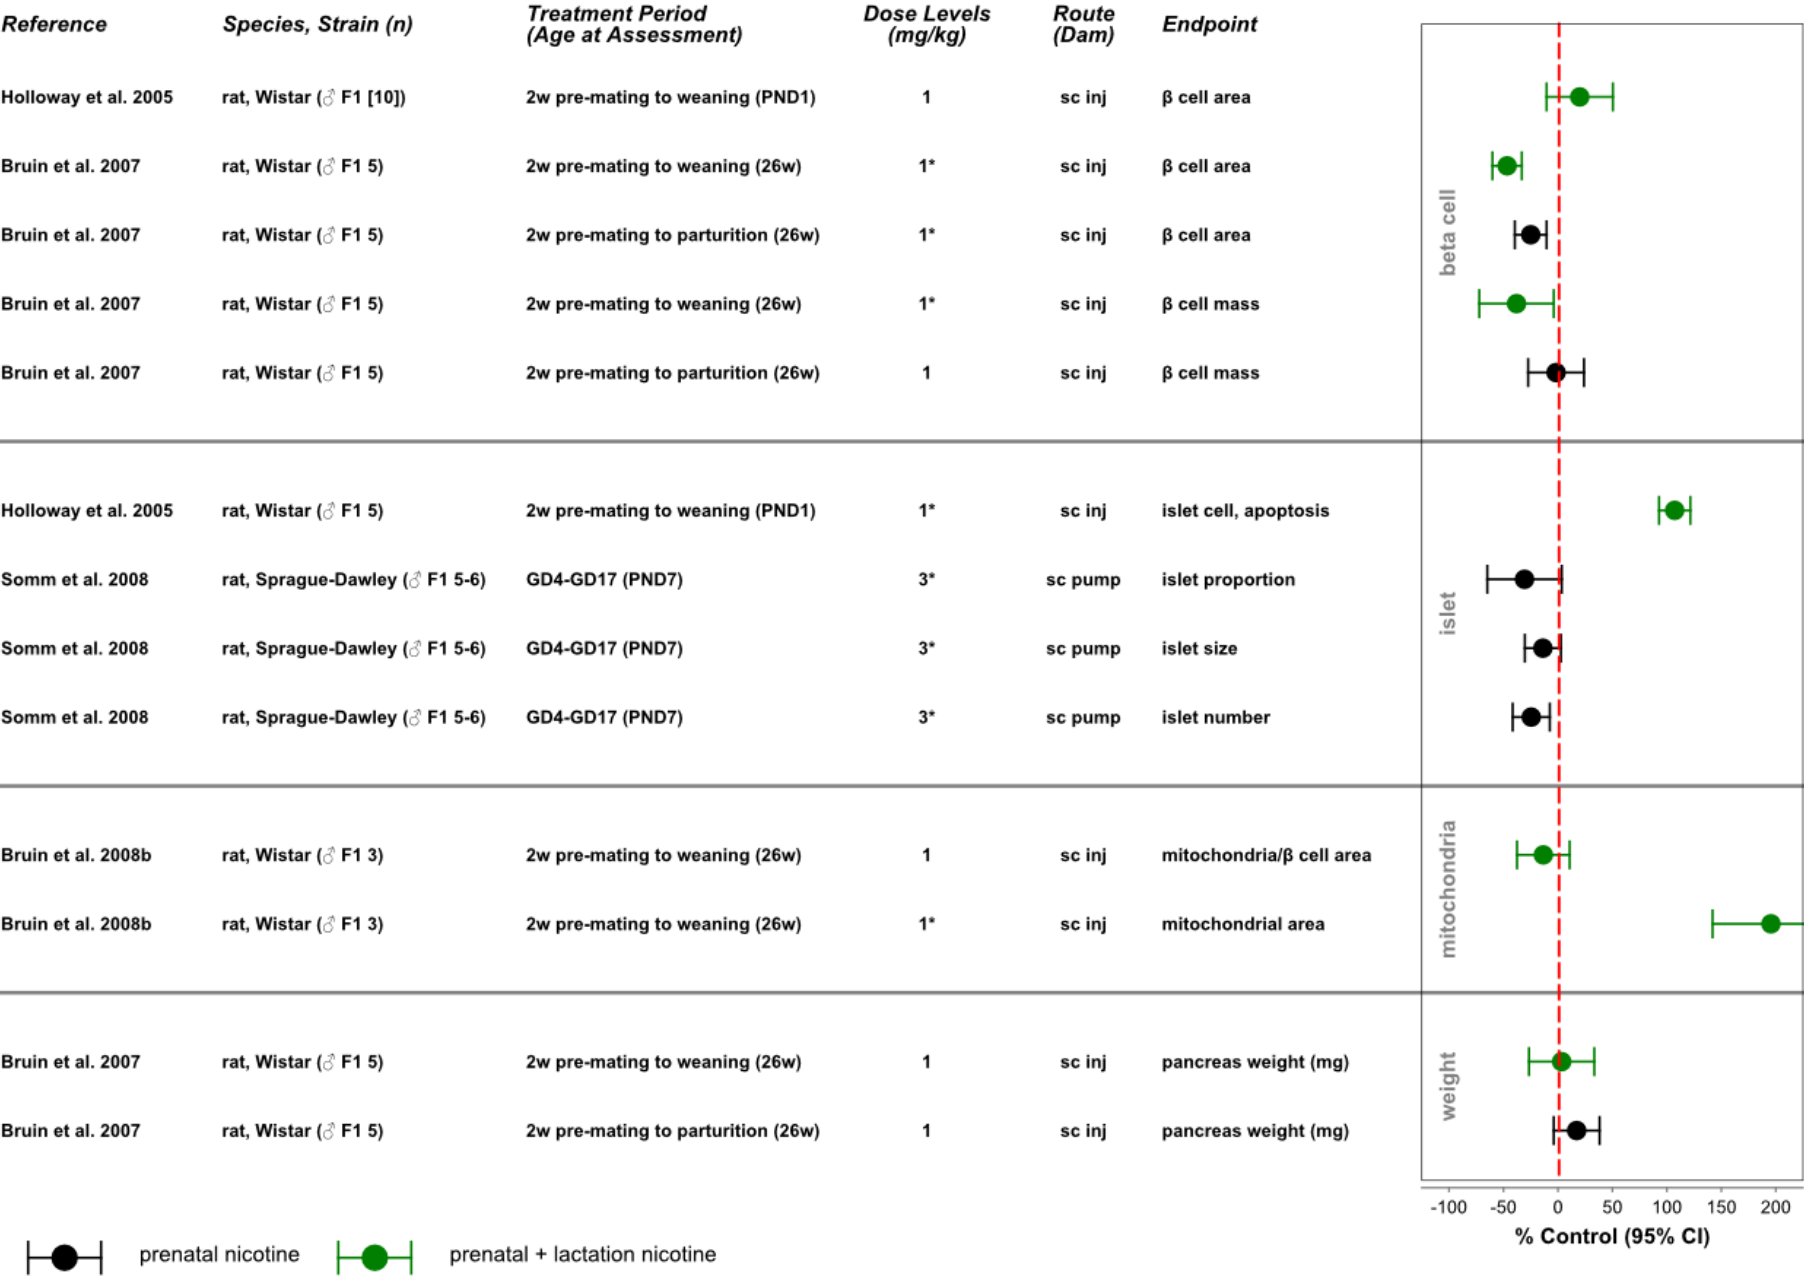 Reference Species, Strain (n) Treatment Period (Age at Assessment) Dose Levels (mg/kg) Route (Dam) Endpoint
Holloway et al. 2005 rat, Wistar (♂ F1 [10]) 2w pre-mating to weaning (PND1) 1 sc inj β cell area
Bruin et al. 2007 rat, Wistar (♂ F1 5) 2w pre-mating to weaning (26w) 1* sc inj β cell area
Bruin et al. 2007 rat, Wistar (♂ F1 5) 2w pre-mating to parturition (26w) 1* sc inj β cell area
Bruin et al. 2007 rat, Wistar (♂ F1 5) 2w pre-mating to weaning (26w) 1* sc inj β cell mass
Bruin et al. 2007 rat, Wistar (♂ F1 5) 2w pre-mating to parturition (26w) 1 sc inj β cell mass
beta cell
Holloway et al. 2005 rat, Wistar (♂ F1 5) 2w pre-mating to weaning (PND1) 1* sc inj islet cell, apoptosis
Somm et al. 2008 rat, Sprague-Dawley (♂ F1 5-6) GD4-GD17 (PND7) 3* sc pump islet proportion
Somm et al. 2008 rat, Sprague-Dawley (♂ F1 5-6) GD4-GD17 (PND7) 3* sc pump islet size
Somm et al. 2008 rat, Sprague-Dawley (♂ F1 5-6) GD4-GD17 (PND7) 3* sc pump islet number
islet
Bruin et al. 2008b rat, Wistar (♂ F1 3) 2w pre-mating to weaning (26w) 1 sc inj mitochondria/β cell area
Bruin et al. 2008b rat, Wistar (♂ F1 3) 2w pre-mating to weaning (26w) 1* sc inj mitochondrial area
mitochondria
Bruin et al. 2007 rat, Wistar (♂ F1 5) 2w pre-mating to weaning (26w) 1 sc inj pancreas weight (mg)
Bruin et al. 2007 rat, Wistar (♂ F1 5) 2w pre-mating to parturition (26w) 1 sc inj pancreas weight (mg)
weight
-100 -50 0 50 100 150 200
% Control (95% CI)
prenatal nicotine prenatal + lactation nicotine